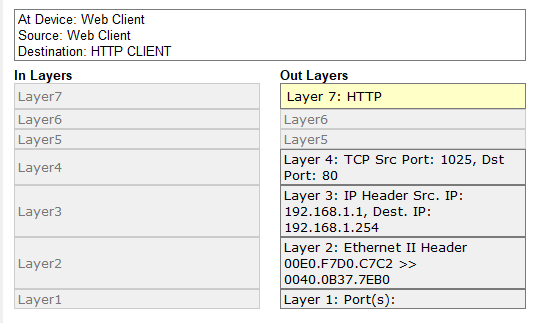 At Device: Web Client
Source: Web Client
Destination: HTTP CLIENT
In Layers
Out Layers
Layer7
Layer 7: HTTP
Layer6
Layer6
Layer5
Layer5
Layer4
Layer 4: TCP Src Port: 1025, Dst
Port: 80
Layer3
Layer 3: IP Header Src. IP:
192.168.1.1, Dest. IP:
192.168.1.254
Layer2
Layer 2: Ethernet II Header
00E0.F7D0.C7C2 >>
0040.0B37.7EB0
Layer1
Layer 1: Port(s):